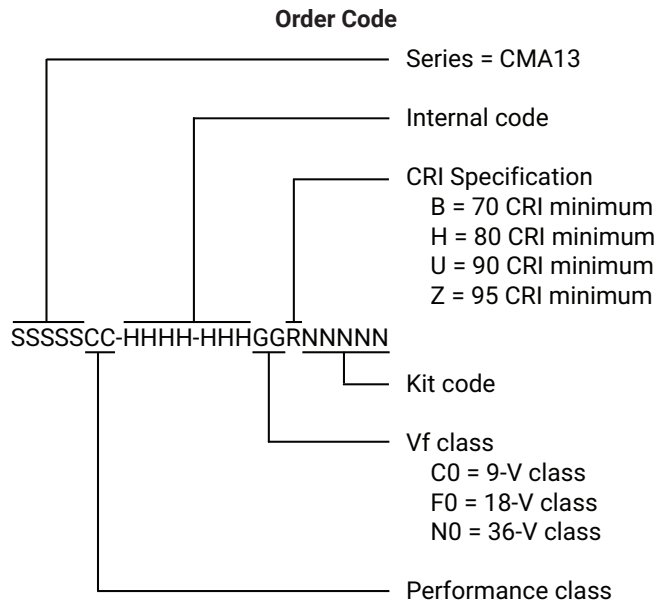 Order Code
Series = CMA13
Internal code
CRI Specification
B = 70 CRI minimum
H = 80 CRI minimum
U = 90 CRI minimum
Z = 95 CRI minimum
SSSSSCC-HHHH-HHHGGRNNNNN
Kit code
Vf class
C0 = 9-V class
F0 = 18-V class
N0 = 36-V class
Performance class